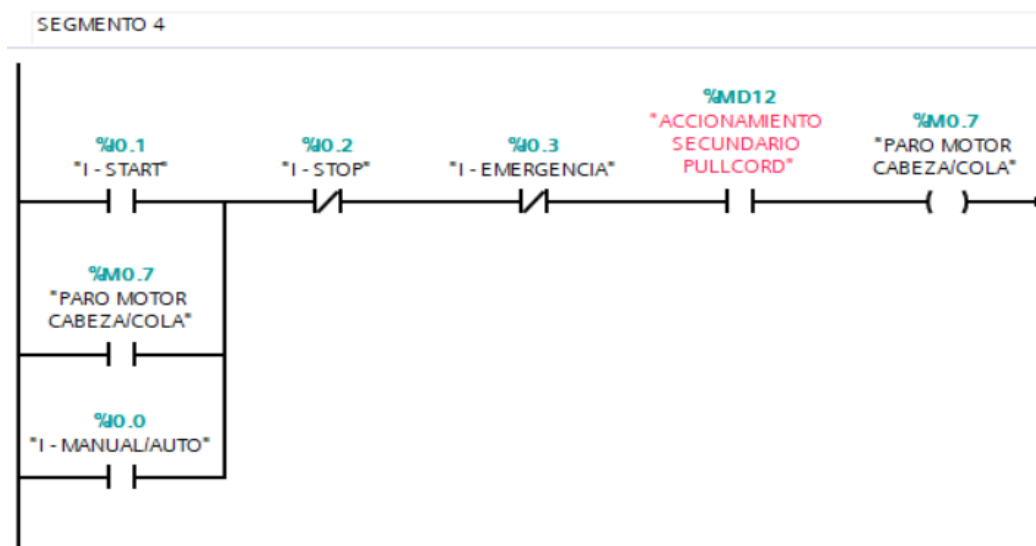 SEGMENTO 4
%MD12
"ACCIONAMIENTO
SECUNDARIO
PULLCORD"
%I0.1
"I - START"
%I0.2
"I - STOP"
%I0.3
"I - EMERGENCIA"
%M0.7
"PARO MOTOR
CABEZA/COLA"
%M0.7
"PARO MOTOR
CABEZA/COLA"
%I0.0
"I - MANUAL/AUTO"